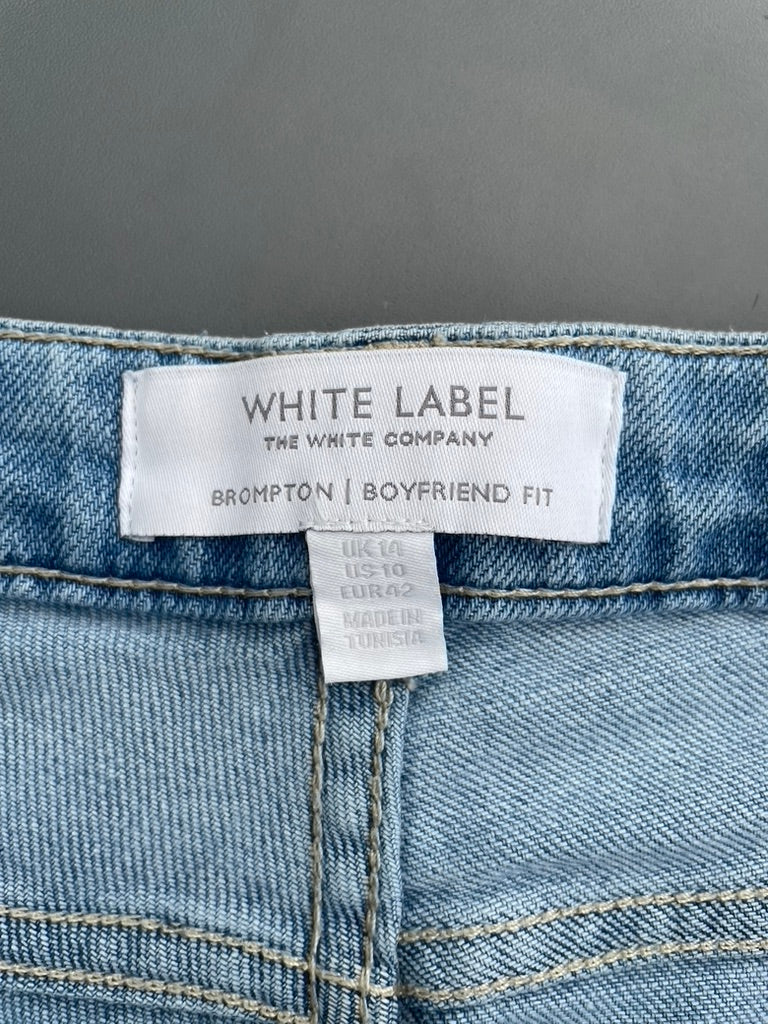 WHITE LABEL
THE WHITE COMPANY
BROMPTON | BOYFRIEND FIT
UK 14
US 10
EUR 42
MADE IN
TUNISIA